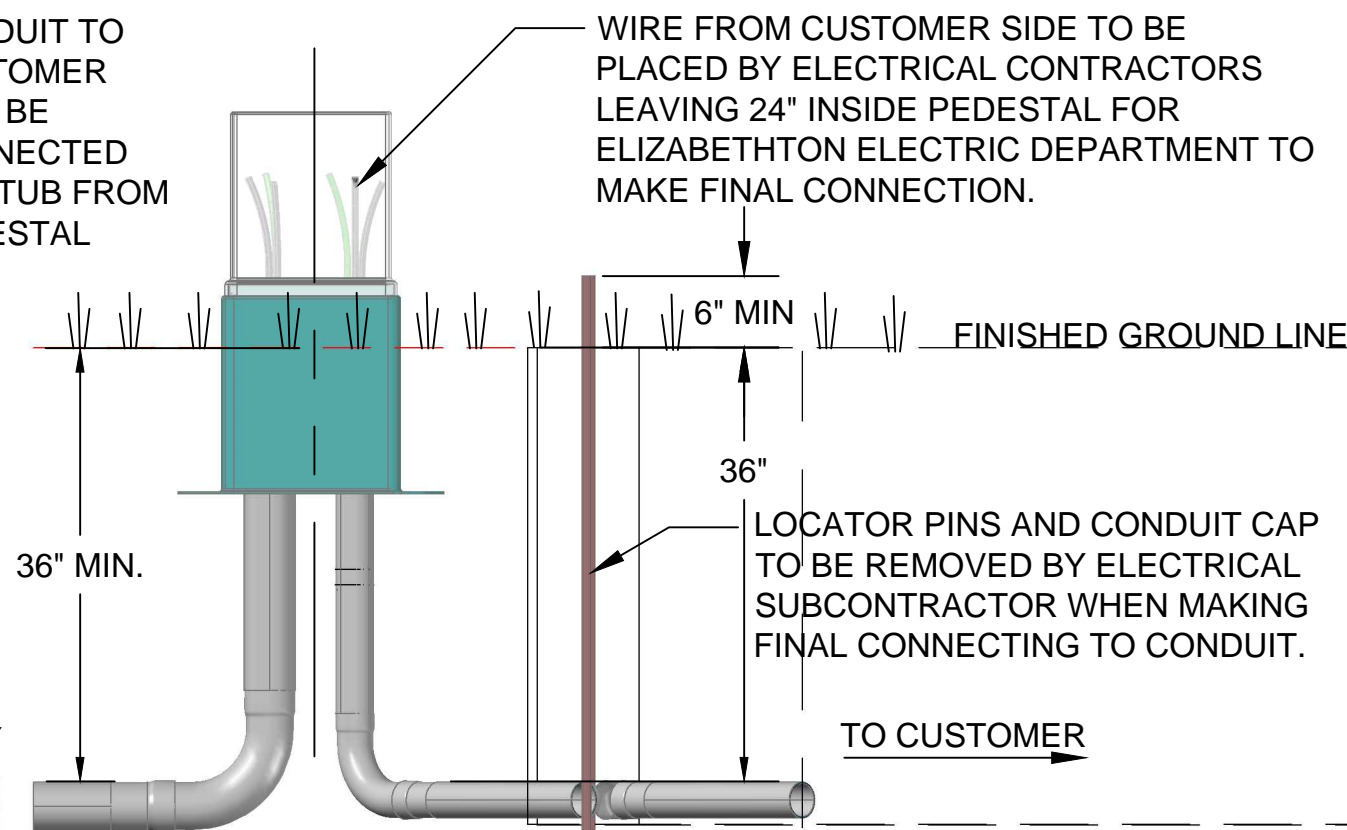 DUIT TO
TOMER
BE
NNECTED
TUB FROM
ESTAL
WIRE FROM CUSTOMER SIDE TO BE
PLACED BY ELECTRICAL CONTRACTORS
LEAVING 24" INSIDE PEDESTAL FOR
ELIZABETHTON ELECTRIC DEPARTMENT TO
MAKE FINAL CONNECTION.
6" MIN
FINISHED GROUND LINE
36"
36" MIN.
LOCATOR PINS AND CONDUIT CAP
TO BE REMOVED BY ELECTRICAL
SUBCONTRACTOR WHEN MAKING
FINAL CONNECTING TO CONDUIT.
TO CUSTOMER